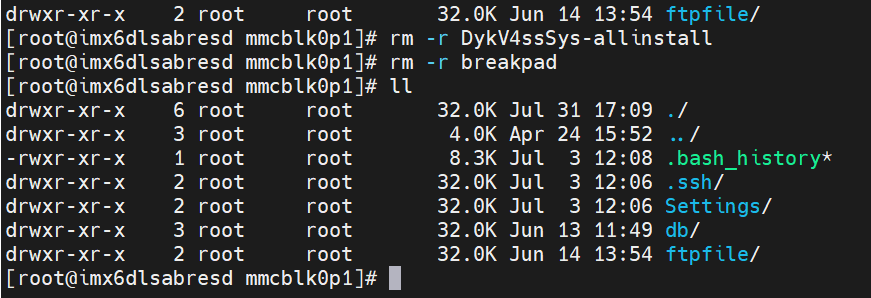 drwxr-xr-x    2 root     root        32.0K Jun 14 13:54 ftpfile/
[root@imx6dlsabresd mmcblk0p1]# rm -r DykV4ssSys-allinstall
[root@imx6dlsabresd mmcblk0p1]# rm -r breakpad
[root@imx6dlsabresd mmcblk0p1]# ll
drwxr-xr-x    6 root     root        32.0K Jul 31 17:09 ./
drwxr-xr-x    3 root     root         4.0K Apr 24 15:52 ../
-rwxr-xr-x    1 root     root         8.3K Jul  3 12:08 .bash_history*
drwxr-xr-x    2 root     root        32.0K Jul  3 12:06 .ssh/
drwxr-xr-x    2 root     root        32.0K Jul  3 12:06 Settings/
drwxr-xr-x    3 root     root        32.0K Jun 13 11:49 db/
drwxr-xr-x    2 root     root        32.0K Jun 14 13:54 ftpfile/
[root@imx6dlsabresd mmcblk0p1]#